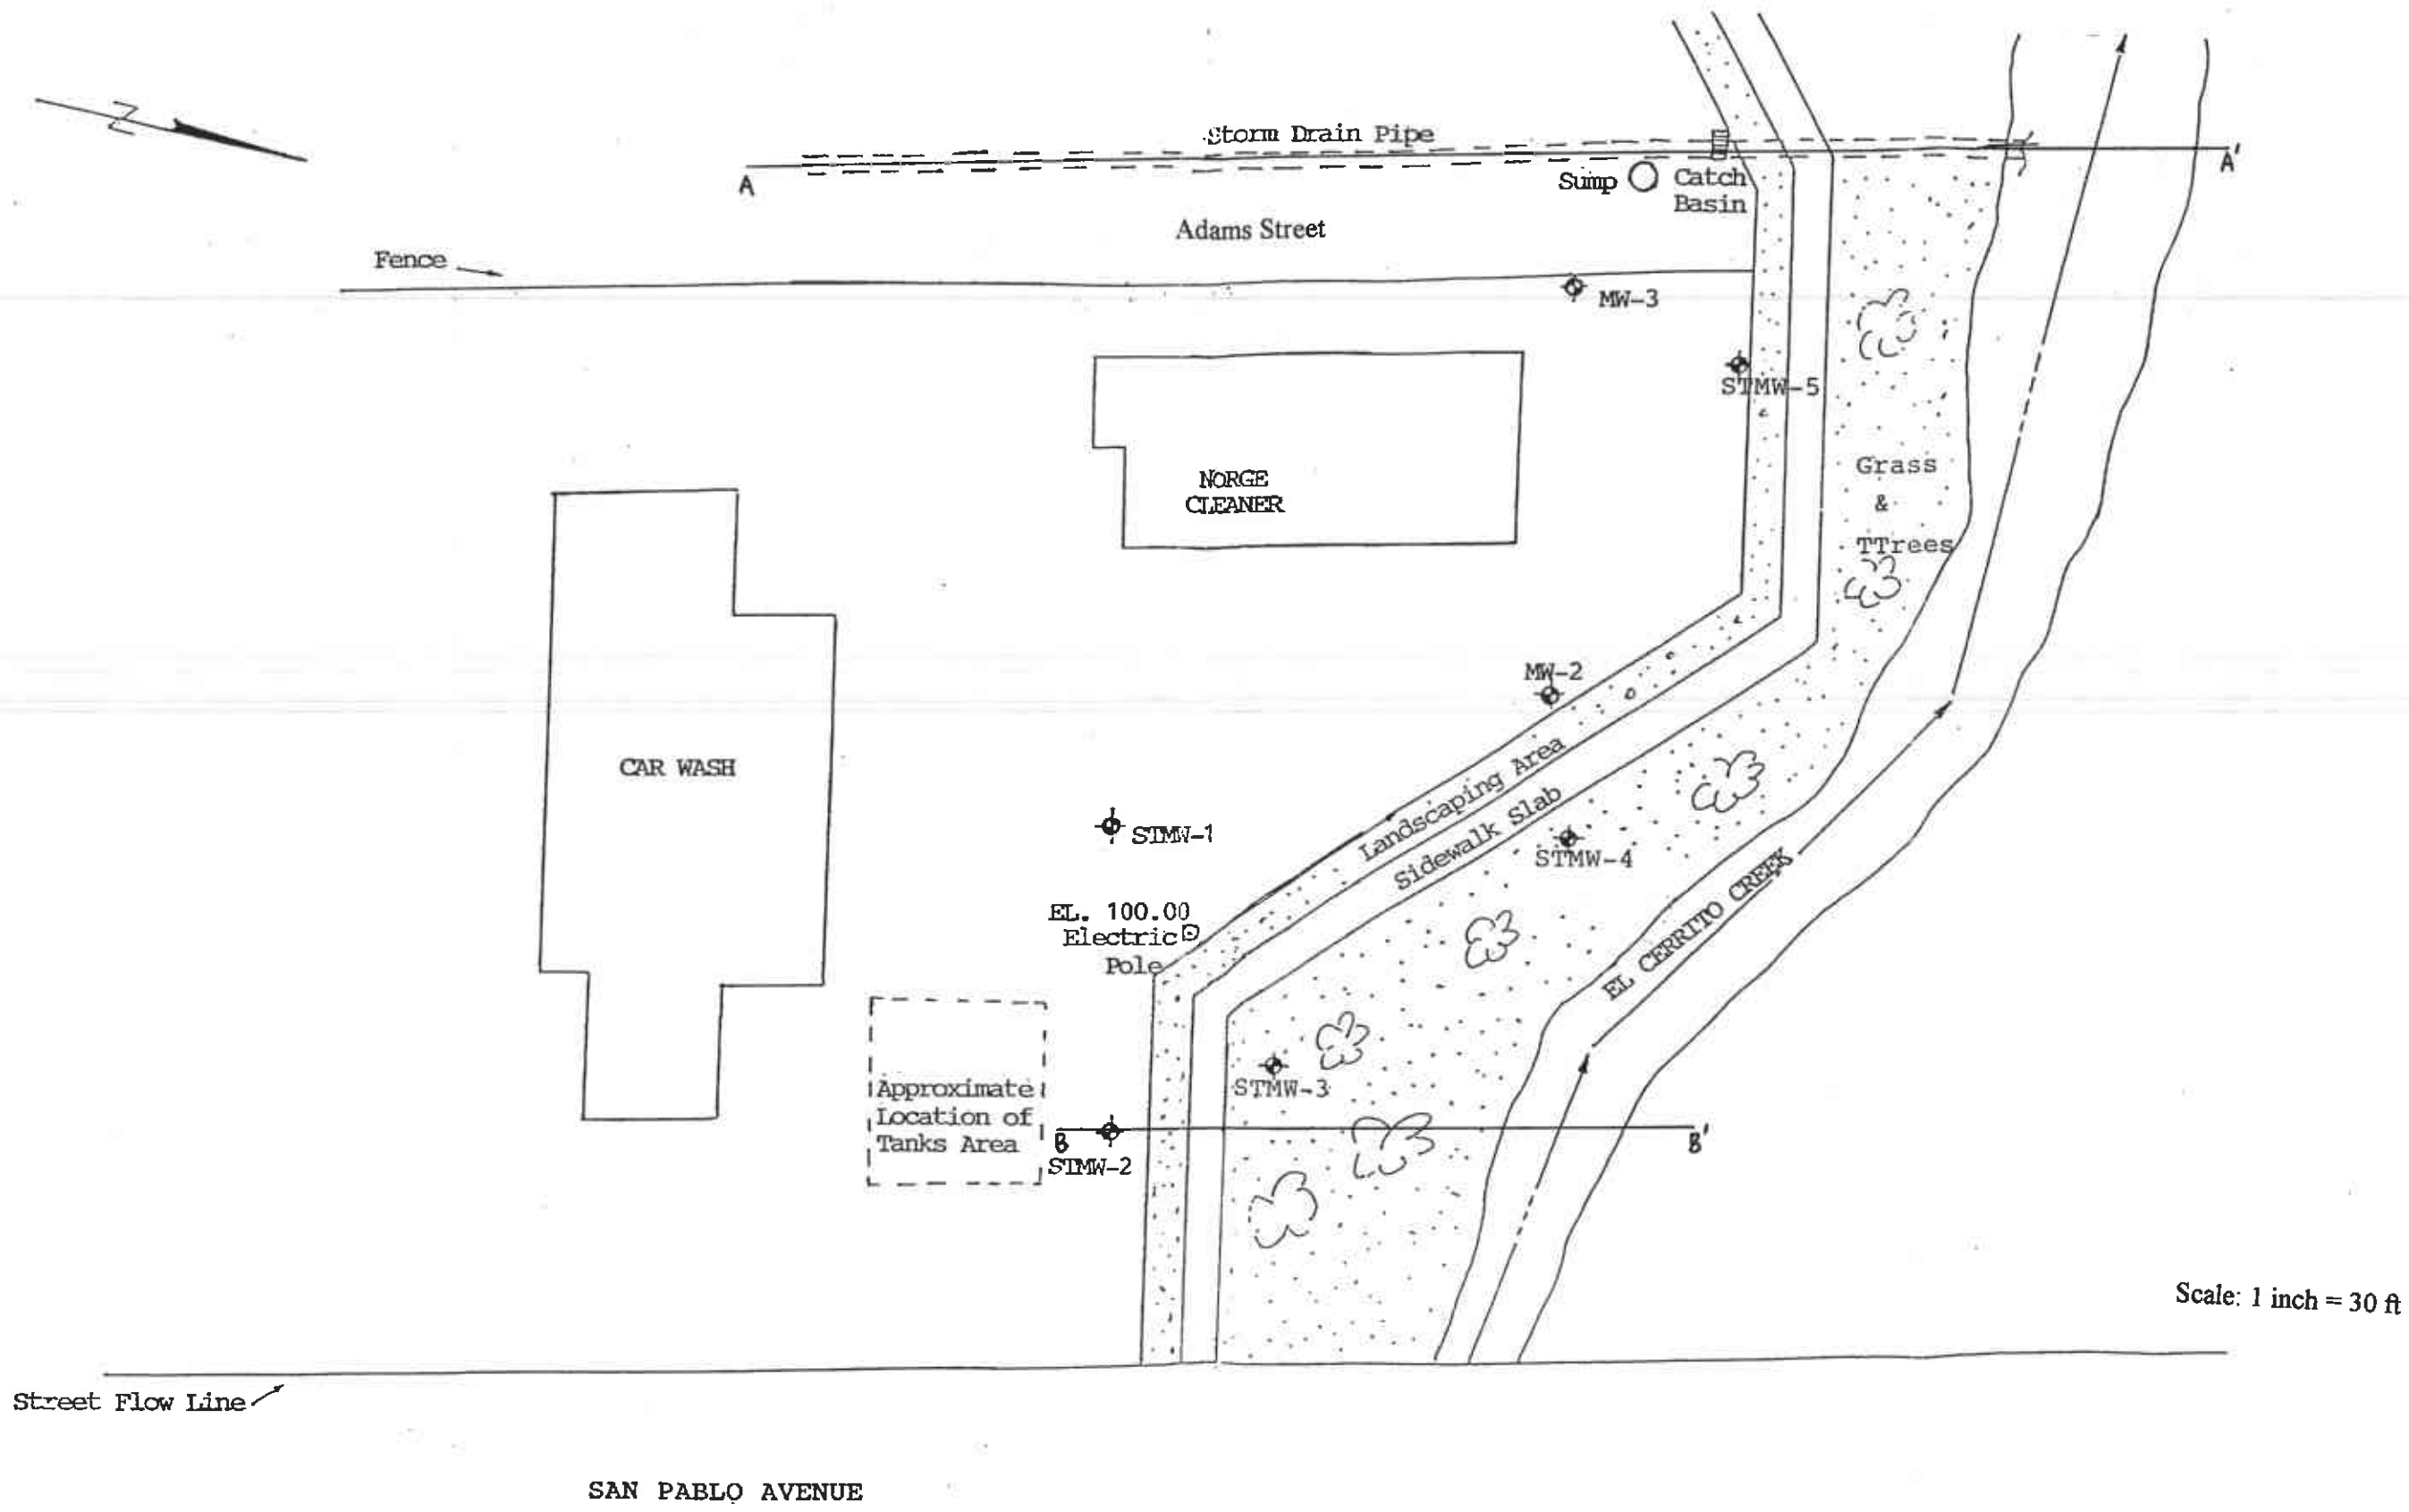 N
Storm Drain Pipe
A
A'
Sump
Catch
Basin
Adams Street
Fence
MW-3
STMW-5
NORGE
CLEANER
Grass
&
TTrees
MW-2
CAR WASH
Landscaping Area
STMW-1
Sidewalk Slab
STMW-4
EL CERRITO CREEK
EL. 100.00
Electric
Pole
Approximate
Location of
Tanks Area
STMW-3
B
B'
STMW-2
Scale: 1 inch = 30 ft
Street Flow Line
SAN PABLO AVENUE